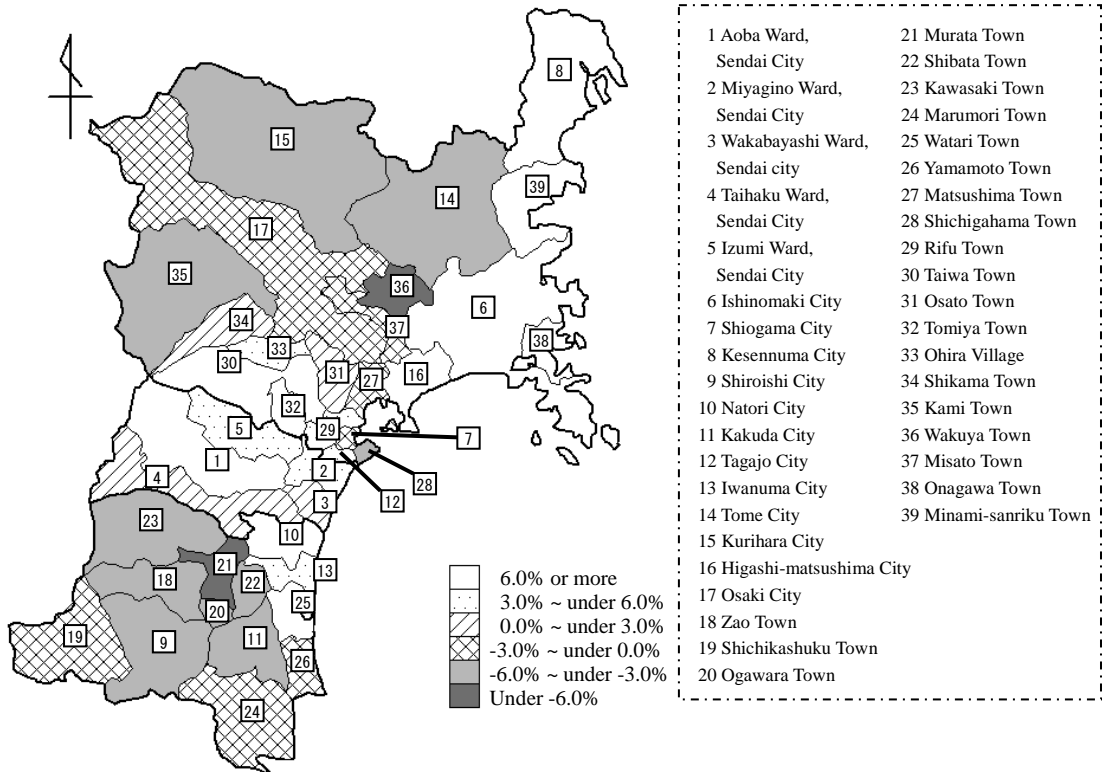 8
15
39
14
17
35
36
6
34
37
38
33
30
31
27
16
32
5
29
7
1
2
28
4
3
12
23
10
21
13
18
22
25
20
19
9
11
26
24
6.0% or more
3.0% ~ under 6.0%
0.0% ~ under 3.0%
-3.0% ~ under 0.0%
-6.0% ~ under -3.0%
Under -6.0%
1 Aoba Ward,
Sendai City
2 Miyagino Ward,
Sendai City
3 Wakabayashi Ward,
Sendai city
4 Taihaku Ward,
Sendai City
5 Izumi Ward,
Sendai City
6 Ishinomaki City
7 Shiogama City
8 Kesennuma City
9 Shiroishi City
10 Natori City
11 Kakuda City
12 Tagajo City
13 Iwanuma City
14 Tome City
15 Kurihara City
16 Higashi-matsushima City
17 Osaki City
18 Zao Town
19 Shichikashuku Town
20 Ogawara Town
21 Murata Town
22 Shibata Town
23 Kawasaki Town
24 Marumori Town
25 Watari Town
26 Yamamoto Town
27 Matsushima Town
28 Shichigahama Town
29 Rifu Town
30 Taiwa Town
31 Osato Town
32 Tomiya Town
33 Ohira Village
34 Shikama Town
35 Kami Town
36 Wakuya Town
37 Misato Town
38 Onagawa Town
39 Minami-sanriku Town